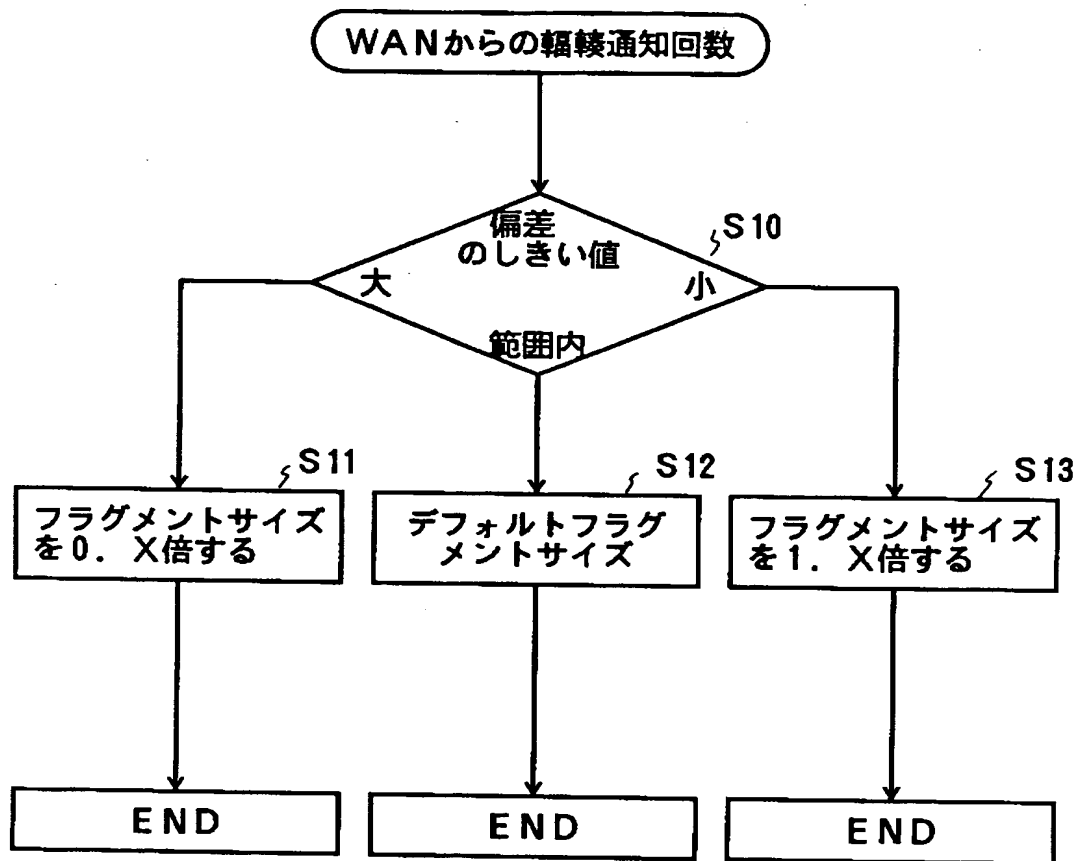 WANからの輻輳通知回数
偏差
のしきい値
S10
大
小
範囲内
S11
フラグメントサイズ
を0．X倍する
S12
デフォルトフラグ
メントサイズ
S13
フラグメントサイズ
を1．X倍する
END
END
END